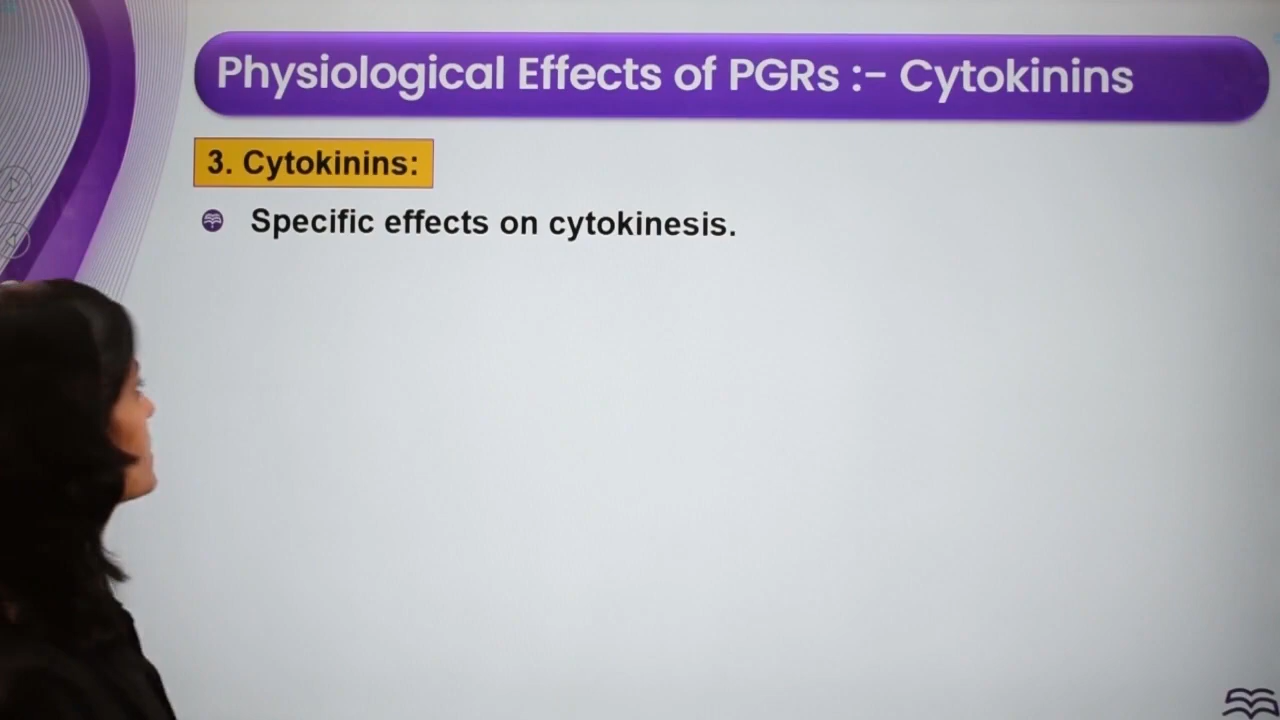 Physiological Effects of PGRs :- Cytokinins
3. Cytokinins:
Specific effects on cytokinesis.